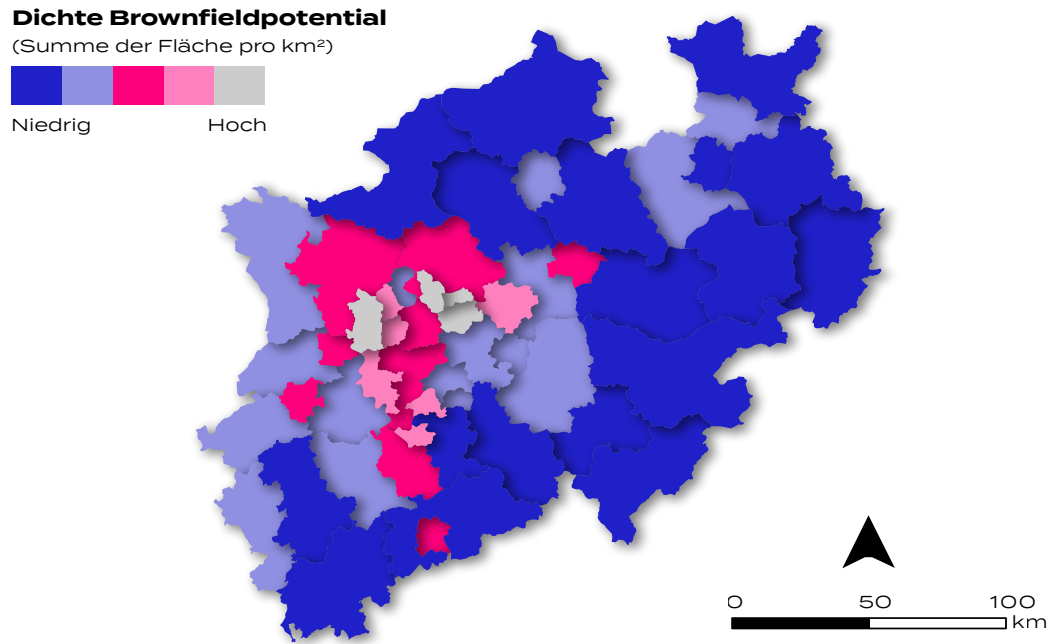 Dichte Brownfieldpotential
(Summe der Fläche pro km²)
Niedrig Hoch
0 50 100
km